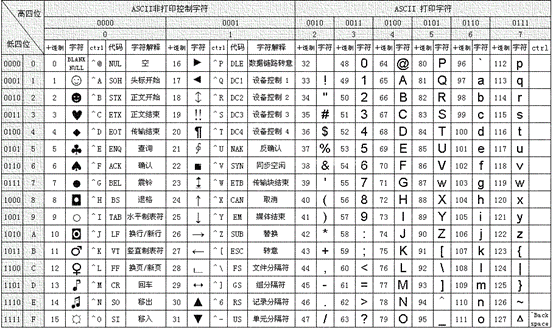 高四位 ASCII非打印控制字符 ASCII 打印字符
0000 0001 0010 0011 0100 0101 0110 0111
低四位 0 1 2 3 4 5 6 7
十进制 字符 ctrl 代码 字符解释 十进制 字符 ctrl 代码 字符解释 十进制 字符 十进制 字符 十进制 字符 十进制 字符 十进制 字符 十进制 字符 ctrl
0000 0 0 BLANK NULL ^@ NUL 空 16 ► ^P DLE 数据链路转意 32 48 0 64 @ 80 P 96 ` 112 p
0001 1 1 ☺ ^A SOH 头标开始 17 ◄ ^Q DC1 设备控制 1 33 ! 49 1 65 A 81 Q 97 a 113 q
0010 2 2 ☻ ^B STX 正文开始 18 ↕ ^R DC2 设备控制 2 34 " 50 2 66 B 82 R 98 b 114 r
0011 3 3 ♥ ^C ETX 正文结束 19 ‼ ^S DC3 设备控制 3 35 # 51 3 67 C 83 S 99 c 115 s
0100 4 4 ♦ ^D EOT 传输结束 20 ¶ ^T DC4 设备控制 4 36 $ 52 4 68 D 84 T 100 d 116 t
0101 5 5 ♣ ^E ENQ 查询 21 ∮ ^U NAK 反确认 37 % 53 5 69 E 85 U 101 e 117 u
0110 6 6 ♠ ^F ACK 确认 22 ■ ^V SYN 同步空闲 38 & 54 6 70 F 86 V 102 f 118 v
0111 7 7 ● ^G BEL 震铃 23 ↨ ^W ETB 传输块结束 39 ' 55 7 71 G 87 W 103 g 119 w
1000 8 8 ◘ ^H BS 退格 24 ↑ ^X CAN 取消 40 ( 56 8 72 H 88 X 104 h 120 x
1001 9 9 ○ ^I TAB 水平制表符 25 ↓ ^Y EM 媒体结束 41 ) 57 9 73 I 89 Y 105 i 121 y
1010 A 10 ◙ ^J LF 换行/新行 26 → ^Z SUB 替换 42 * 58 : 74 J 90 Z 106 j 122 z
1011 B 11 ♂ ^K VT 竖直制表符 27 ← ^[ ESC 转意 43 + 59 ; 75 K 91 [ 107 k 123 {
1100 C 12 ♀ ^L FF 换页/新页 28 ∟ ^\ FS 文件分隔符 44 , 60 < 76 L 92 \ 108 l 124 |
1101 D 13 ♪ ^M CR 回车 29 ↔ ^] GS 组分隔符 45 - 61 = 77 M 93 ] 109 m 125 }
1110 E 14 ♫ ^N SO 移出 30 ▲ ^6 RS 记录分隔符 46 . 62 > 78 N 94 ^ 110 n 126 ~
1111 F 15 ☼ ^O SI 移入 31 ▼ ^- US 单元分隔符 47 / 63 ? 79 O 95 _ 111 o 127 Δ ^Back space